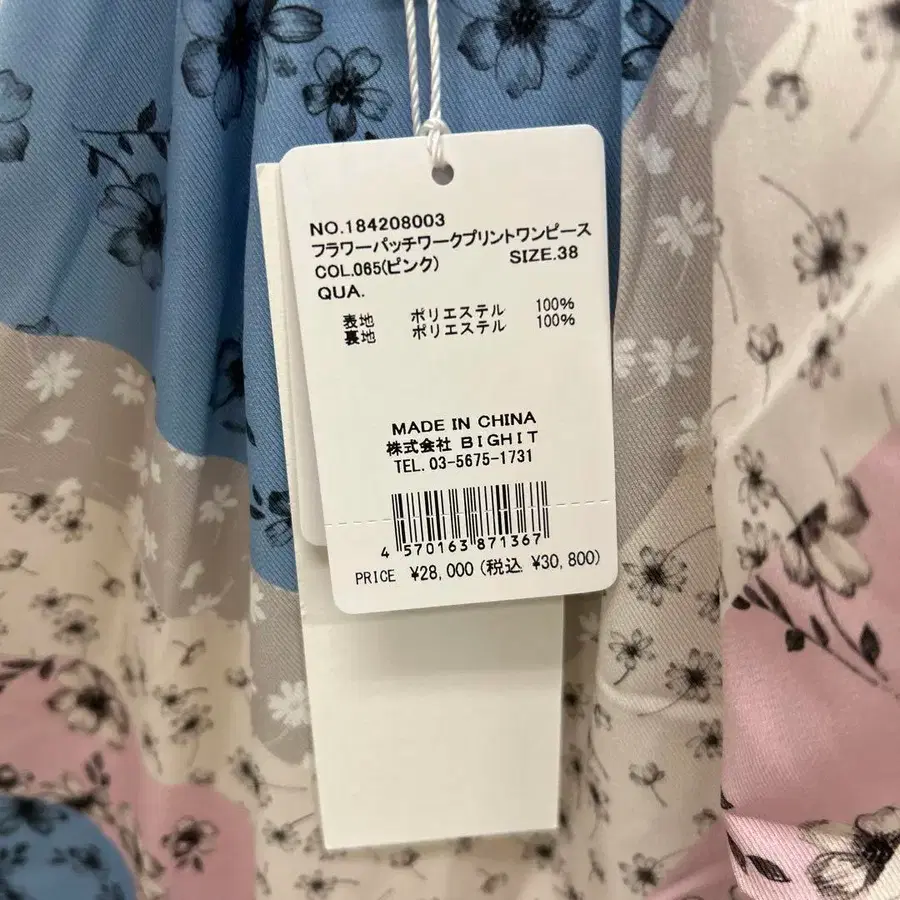 NO.184208003
フラワーパッチワークプリントワンピース
COL.065(ピンク) SIZE.38
QUA.
表地 ポリエステル 100%
裏地 ポリエステル 100%
MADE IN CHINA
株式会社 BIGHIT
TEL. 03-5675-1731
4 570163 871367
PRICE ¥28,000 (税込 ¥30,800)